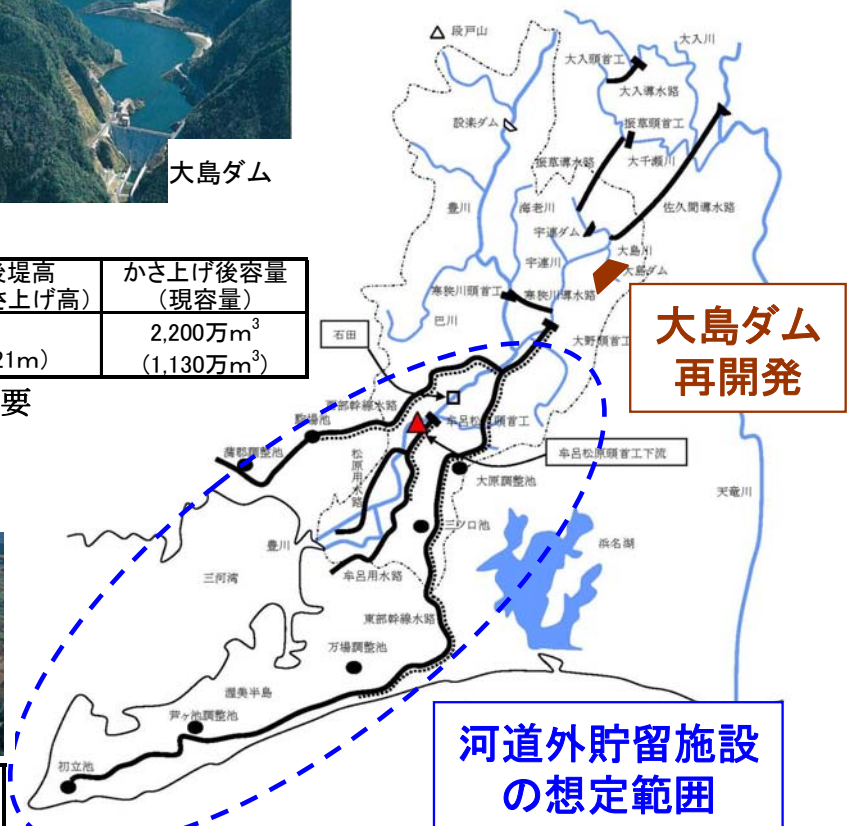 大島ダム
後堤高
かさ上げ後容量
さ上げ高)
(現容量)
2,200万m³
21m)
(1,130万m³)
要
段戸山
大入川
大入頭首工
大入導水路
設楽ダム
振草頭首工
振草導水路
大千瀬川
豊川
海老川
佐久間導水路
宇連ダム
大島川
宇連川
大島ダム
寒狭川頭首工
寒狭川導水路
巴川
大島ダム
再開発
石田
大野頭首工
西部幹線水路
駒場池
牟呂松原頭首工
蒲郡調整池
松原用水路
牟呂松原頭首工下流
大原調整池
天竜川
三ツ口池
豊川
浜名湖
三河湾
牟呂用水路
東部幹線水路
万場調整池
渥美半島
芦ヶ池調整池
初立池
河道外貯留施設
の想定範囲